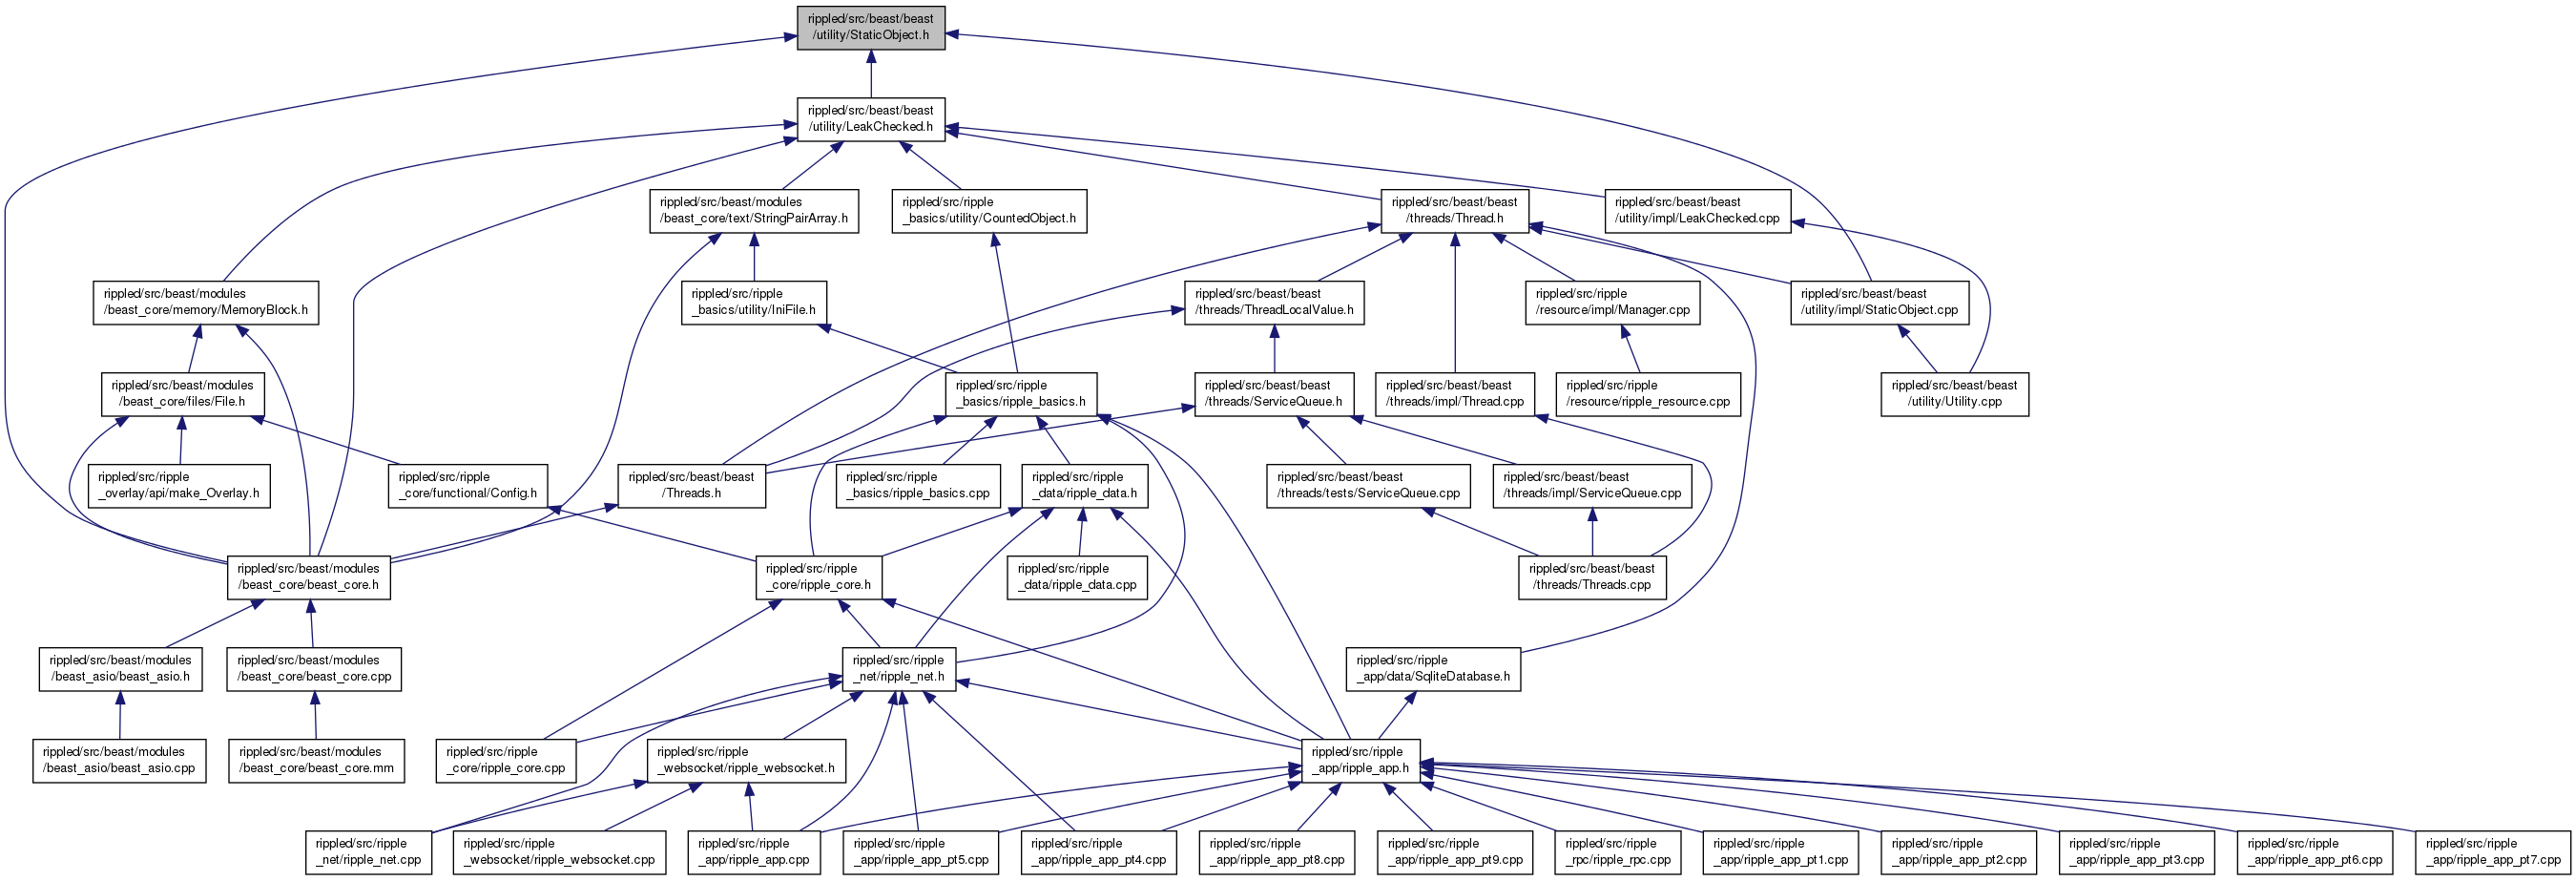 rippled/src/beast/beast
/utility/StaticObject.h
rippled/src/beast/beast
/utility/LeakChecked.h
rippled/src/beast/modules
/beast_core/text/StringPairArray.h
rippled/src/ripple
_basics/utility/CountedObject.h
rippled/src/beast/beast
/threads/Thread.h
rippled/src/beast/beast
/utility/impl/LeakChecked.cpp
rippled/src/beast/modules
/beast_core/memory/MemoryBlock.h
rippled/src/ripple
_basics/utility/IniFile.h
rippled/src/beast/beast
/threads/ThreadLocalValue.h
rippled/src/ripple
/resource/impl/Manager.cpp
rippled/src/beast/beast
/utility/impl/StaticObject.cpp
rippled/src/beast/modules
/beast_core/files/File.h
rippled/src/ripple
_basics/ripple_basics.h
rippled/src/beast/beast
/threads/ServiceQueue.h
rippled/src/beast/beast
/threads/impl/Thread.cpp
rippled/src/ripple
/resource/ripple_resource.cpp
rippled/src/beast/beast
/utility/Utility.cpp
rippled/src/ripple
_overlay/api/make_Overlay.h
rippled/src/ripple
_core/functional/Config.h
rippled/src/beast/beast
/Threads.h
rippled/src/ripple
_basics/ripple_basics.cpp
rippled/src/ripple
_data/ripple_data.h
rippled/src/beast/beast
/threads/tests/ServiceQueue.cpp
rippled/src/beast/beast
/threads/impl/ServiceQueue.cpp
rippled/src/beast/modules
/beast_core/beast_core.h
rippled/src/ripple
_core/ripple_core.h
rippled/src/ripple
_data/ripple_data.cpp
rippled/src/beast/beast
/threads/Threads.cpp
rippled/src/beast/modules
/beast_asio/beast_asio.h
rippled/src/beast/modules
/beast_core/beast_core.cpp
rippled/src/ripple
_net/ripple_net.h
rippled/src/ripple
_app/data/SqliteDatabase.h
rippled/src/beast/modules
/beast_asio/beast_asio.cpp
rippled/src/beast/modules
/beast_core/beast_core.mm
rippled/src/ripple
_core/ripple_core.cpp
rippled/src/ripple
_websocket/ripple_websocket.h
rippled/src/ripple
_app/ripple_app.h
rippled/src/ripple
_net/ripple_net.cpp
rippled/src/ripple
_websocket/ripple_websocket.cpp
rippled/src/ripple
_app/ripple_app.cpp
rippled/src/ripple
_app/ripple_app_pt5.cpp
rippled/src/ripple
_app/ripple_app_pt4.cpp
rippled/src/ripple
_app/ripple_app_pt8.cpp
rippled/src/ripple
_app/ripple_app_pt9.cpp
rippled/src/ripple
_rpc/ripple_rpc.cpp
rippled/src/ripple
_app/ripple_app_pt1.cpp
rippled/src/ripple
_app/ripple_app_pt2.cpp
rippled/src/ripple
_app/ripple_app_pt3.cpp
rippled/src/ripple
_app/ripple_app_pt6.cpp
rippled/src/ripple
_app/ripple_app_pt7.cpp